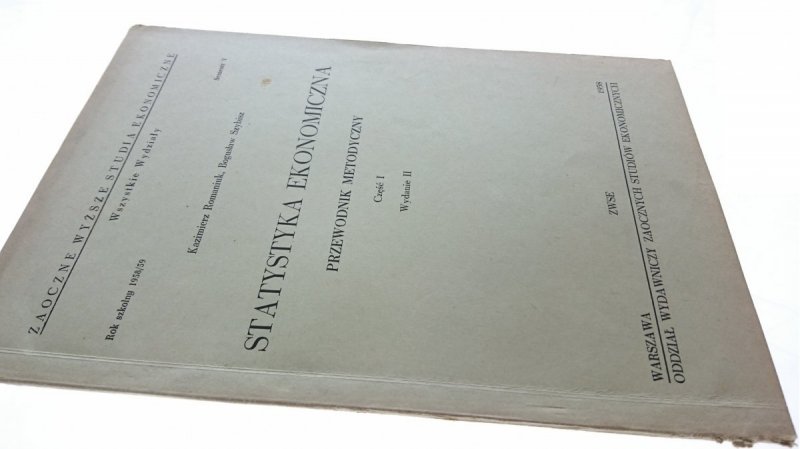 ZAOCZNE WYŻSZE STUDIA EKONOMICZNE
Wszystkie Wydziały
Rok szkolny 1958/59 Semestr V
Kazimierz Romaniuk, Bogusław Szybisz
STATYSTYKA EKONOMICZNA
PRZEWODNIK METODYCZNY
Część I
Wydanie II
ZWSE
WARSZAWA 1958
ODDZIAŁ WYDAWNICZY ZAOCZNYCH STUDIÓW EKONOMICZNYCH